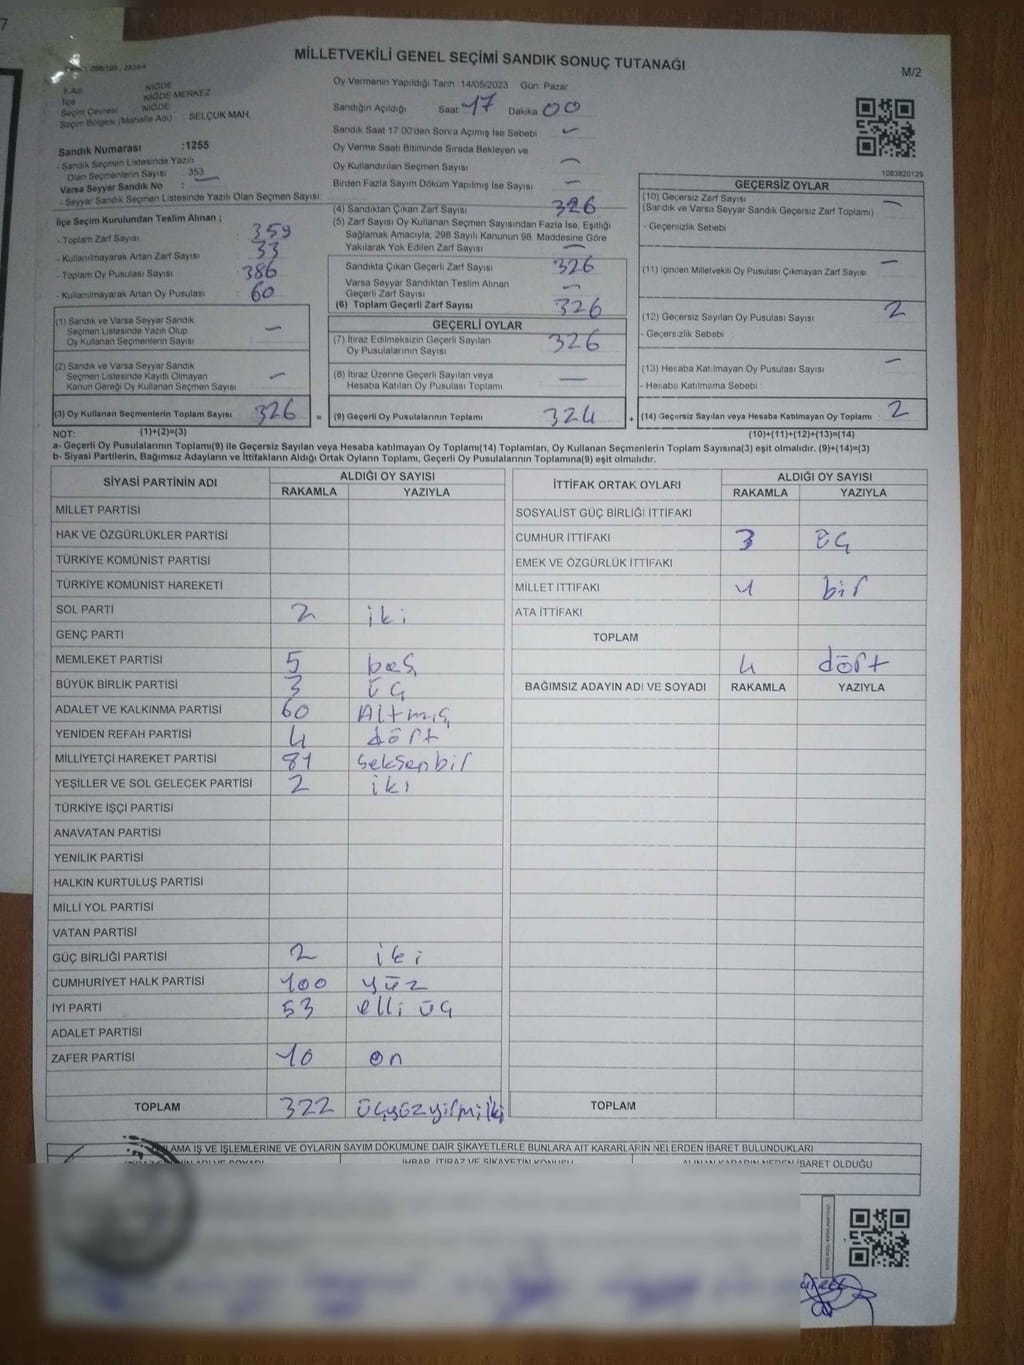 MİLLETVEKİLİ GENEL SEÇİMİ SANDIK SONUÇ TUTANAĞI
M/2
İl Adı NİĞDE
İlçe NİĞDE MERKEZ
Seçim Çevresi NİĞDE
Seçim Bölgesi (Mahalle Adı) SELÇUK MAH.
Oy Vermenin Yapıldığı Tarih :14/05/2023 Gün: Pazar
Sandığın Açıldığı Saat 17 Dakika 00
Sandık Saat 17.00'den Sonra Açımış İse Sebebi
Oy Verme Saati Bitiminde Sırada Bekleyen ve
Oy Kullandırılan Seçmen Sayısı
Birden Fazla Sayım Döküm Yapılmış İse Sayısı
1083820129
Sandık Numarası :1255
- Sandık Seçmen Listesinde Yazılı
Olan Seçmenlerin Sayısı 353
Varsa Seyyar Sandık No :
- Seyyar Sandık Seçmen Listesinde Yazılı Olan Seçmen Sayısı:
İlçe Seçim Kurulundan Teslim Alınan ;
- Toplam Zarf Sayısı : 359
- Kullanılmayarak Artan Zarf Sayısı : 33
- Toplam Oy Pusulası Sayısı : 386
- Kullanılmayarak Artan Oy Pusulası : 60
(1) Sandık ve Varsa Seyyar Sandık
Seçmen Listesinde Yazılı Olup
Oy Kullanan Seçmenlerin Sayısı : —
(2) Sandık ve Varsa Seyyar Sandık
Seçmen Listesinde Kayıtlı Olmayan
Kanun Gereği Oy Kullanan Seçmen Sayısı : —
(3) Oy Kullanan Seçmenlerin Toplam Sayısı 326
(4) Sandıktan Çıkan Zarf Sayısı 326
(5) Zarf Sayısı Oy Kullanan Seçmen Sayısından Fazla İse, Eşitliği
Sağlamak Amacıyla, 298 Sayılı Kanunun 98. Maddesine Göre
Yakılarak Yok Edilen Zarf Sayısı —
Sandıkta Çıkan Geçerli Zarf Sayısı 326
Varsa Seyyar Sandıktan Teslim Alınan
Geçerli Zarf Sayısı —
(6) Toplam Geçerli Zarf Sayısı 326
GEÇERLİ OYLAR
(7) İtiraz Edilmeksizin Geçerli Sayılan
Oy Pusulalarının Sayısı 326
(8) İtiraz Üzerine Geçerli Sayılan veya
Hesaba Katılan Oy Pusulası Toplamı —
= (9) Geçerli Oy Pusulalarının Toplamı 324
GEÇERSİZ OYLAR
(10) Geçersiz Zarf Sayısı
(Sandık ve Varsa Seyyar Sandık Geçersiz Zarf Toplamı) —
- Geçersizlik Sebebi :
(11) İçinden Milletvekili Oy Pusulası Çıkmayan Zarf Sayısı —
(12) Geçersiz Sayılan Oy Pusulası Sayısı 2
- Geçersizlik Sebebi :
(13) Hesaba Katılmayan Oy Pusulası Sayısı —
- Hesaba Katılmama Sebebi :
+ (14) Geçersiz Sayılan veya Hesaba Katılmayan Oy Toplamı 2
NOT: (1)+(2)=(3) (10)+(11)+(12)+(13)=(14)
a- Geçerli Oy Pusulalarının Toplamı(9) ile Geçersiz Sayılan veya Hesaba katılmayan Oy Toplamı(14) Toplamları, Oy Kullanan Seçmenlerin Toplam Sayısına(3) eşit olmalıdır. (9)+(14)=(3)
b- Siyasi Partilerin, Bağımsız Adayların ve İttifakların Aldığı Ortak Oyların Toplamı, Geçerli Oy Pusulalarının Toplamına(9) eşit olmalıdır.
SİYASİ PARTİNİN ADI ALDIĞI OY SAYISI
RAKAMLA YAZIYLA
MİLLET PARTİSİ
HAK VE ÖZGÜRLÜKLER PARTİSİ
TÜRKİYE KOMÜNİST PARTİSİ
TÜRKİYE KOMÜNİST HAREKETİ
SOL PARTİ 2 iki
GENÇ PARTİ
MEMLEKET PARTİSİ 5 beş
BÜYÜK BİRLİK PARTİSİ 3 üç
ADALET VE KALKINMA PARTİSİ 60 Altmış
YENİDEN REFAH PARTİSİ 4 dört
MİLLİYETÇİ HAREKET PARTİSİ 81 seksenbir
YEŞİLLER VE SOL GELECEK PARTİSİ 2 iki
TÜRKİYE İŞÇİ PARTİSİ
ANAVATAN PARTİSİ
YENİLİK PARTİSİ
HALKIN KURTULUŞ PARTİSİ
MİLLİ YOL PARTİSİ
VATAN PARTİSİ
GÜÇ BİRLİĞİ PARTİSİ 2 iki
CUMHURİYET HALK PARTİSİ 100 yüz
İYİ PARTİ 53 elli üç
ADALET PARTİSİ
ZAFER PARTİSİ 10 on
TOPLAM 322 üçyüzyirmiiki
İTTİFAK ORTAK OYLARI ALDIĞI OY SAYISI
RAKAMLA YAZIYLA
SOSYALİST GÜÇ BİRLİĞİ İTTİFAKI
CUMHUR İTTİFAKI 3 üç
EMEK VE ÖZGÜRLÜK İTTİFAKI
MİLLET İTTİFAKI 1 bir
ATA İTTİFAKI
TOPLAM
4 dört
BAĞIMSIZ ADAYIN ADI VE SOYADI RAKAMLA YAZIYLA
TOPLAM
İŞ VE İŞLEMLERİNE VE OYLARIN SAYIM DÖKÜMÜNE DAİR ŞİKAYETLERLE BUNLARA AİT KARARLARIN NELERDEN İBARET BULUNDUKLARI
İHBAR, İTİRAZ VE ŞİKAYETİN KONUSU ALINAN KARARIN NEDEN İBARET OLDUĞU